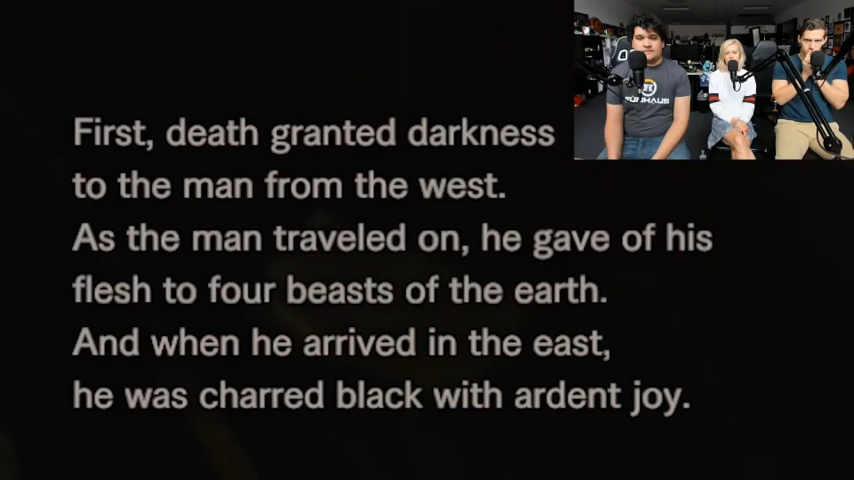 First, death granted darkness
to the man from the west.
As the man traveled on, he gave of his
flesh to four beasts of the earth.
And when he arrived in the east,
he was charred black with ardent joy.
FUNHAUS